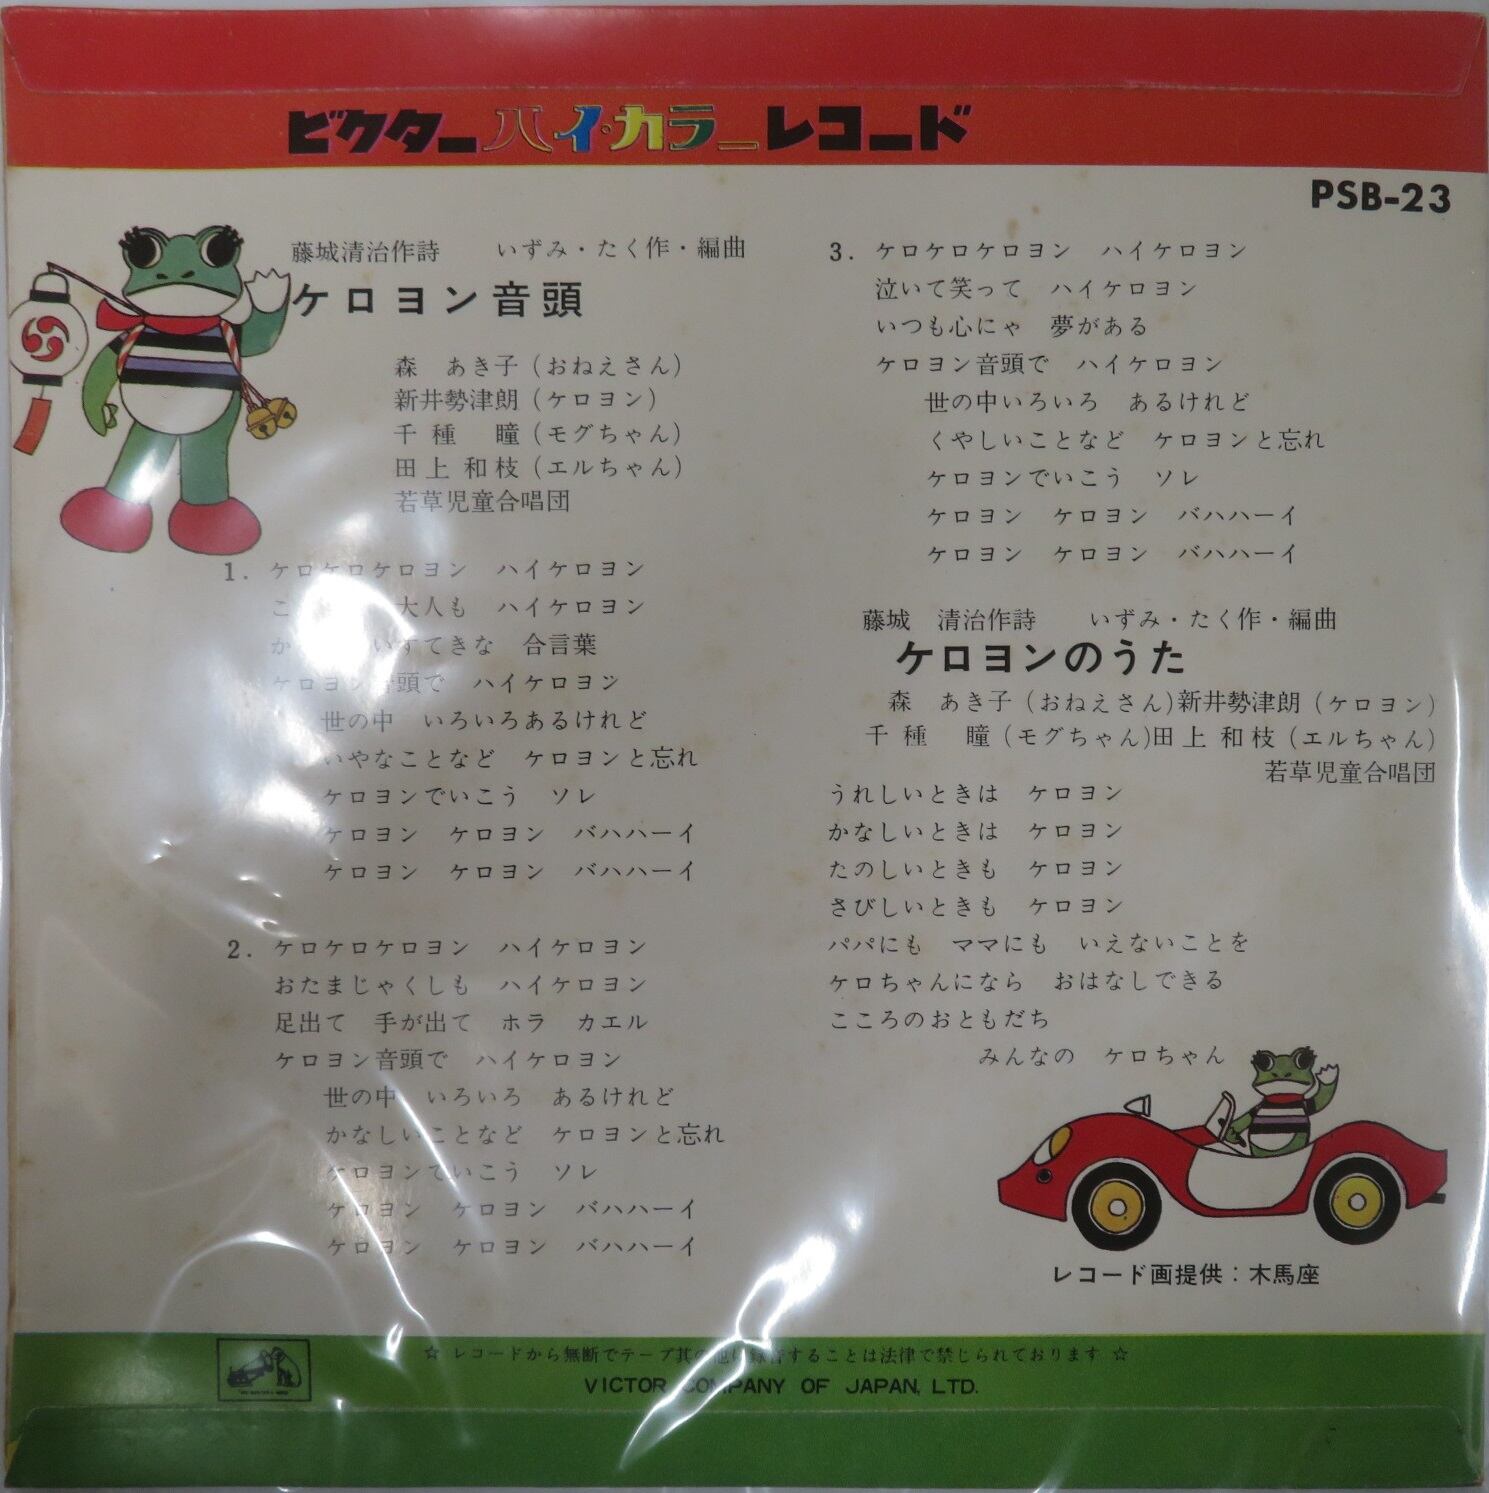 ビクターハイ・カラーレコード
PSB-23
藤城清治作詩 いずみ・たく作・編曲
ケロヨン音頭
森 あき子(おねえさん)
新井勢津朗(ケロヨン)
千種 瞳(モグちゃん)
田上和枝(エルちゃん)
若草児童合唱団
1. ケロケロケロヨン ハイケロヨン
こ 大人も ハイケロヨン
か いすてきな 合言葉
ケロヨン音頭で ハイケロヨン
世の中 いろいろあるけれど
いやなことなど ケロヨンと忘れ
ケロヨンでいこう ソレ
ケロヨン ケロヨン バハハーイ
ケロヨン ケロヨン バハハーイ
2. ケロケロケロヨン ハイケロヨン
おたまじゃくしも ハイケロヨン
足出て 手が出て ホラ カエル
ケロヨン音頭で ハイケロヨン
世の中 いろいろ あるけれど
かなしいことなど ケロヨンと忘れ
ケロヨンでいこう ソレ
ケロヨン ケロヨン バハハーイ
ケロヨン ケロヨン バハハーイ
3. ケロケロケロヨン ハイケロヨン
泣いて笑って ハイケロヨン
いつも心にゃ 夢がある
ケロヨン音頭で ハイケロヨン
世の中いろいろ あるけれど
くやしいことなど ケロヨンと忘れ
ケロヨンでいこう ソレ
ケロヨン ケロヨン バハハーイ
ケロヨン ケロヨン バハハーイ
藤城 清治作詩 いずみ・たく作・編曲
ケロヨンのうた
森 あき子(おねえさん)新井勢津朗(ケロヨン)
千種 瞳(モグちゃん)田上和枝(エルちゃん)
若草児童合唱団
うれしいときは ケロヨン
かなしいときは ケロヨン
たのしいときも ケロヨン
さびしいときも ケロヨン
パパにも ママにも いえないことを
ケロちゃんになら おはなしできる
こころのおともだち
みんなの ケロちゃん
レコード画提供:木馬座
☆ レコードから無断でテープ其の他に録音することは法律で禁じられております ☆
VICTOR COMPANY OF JAPAN, LTD.